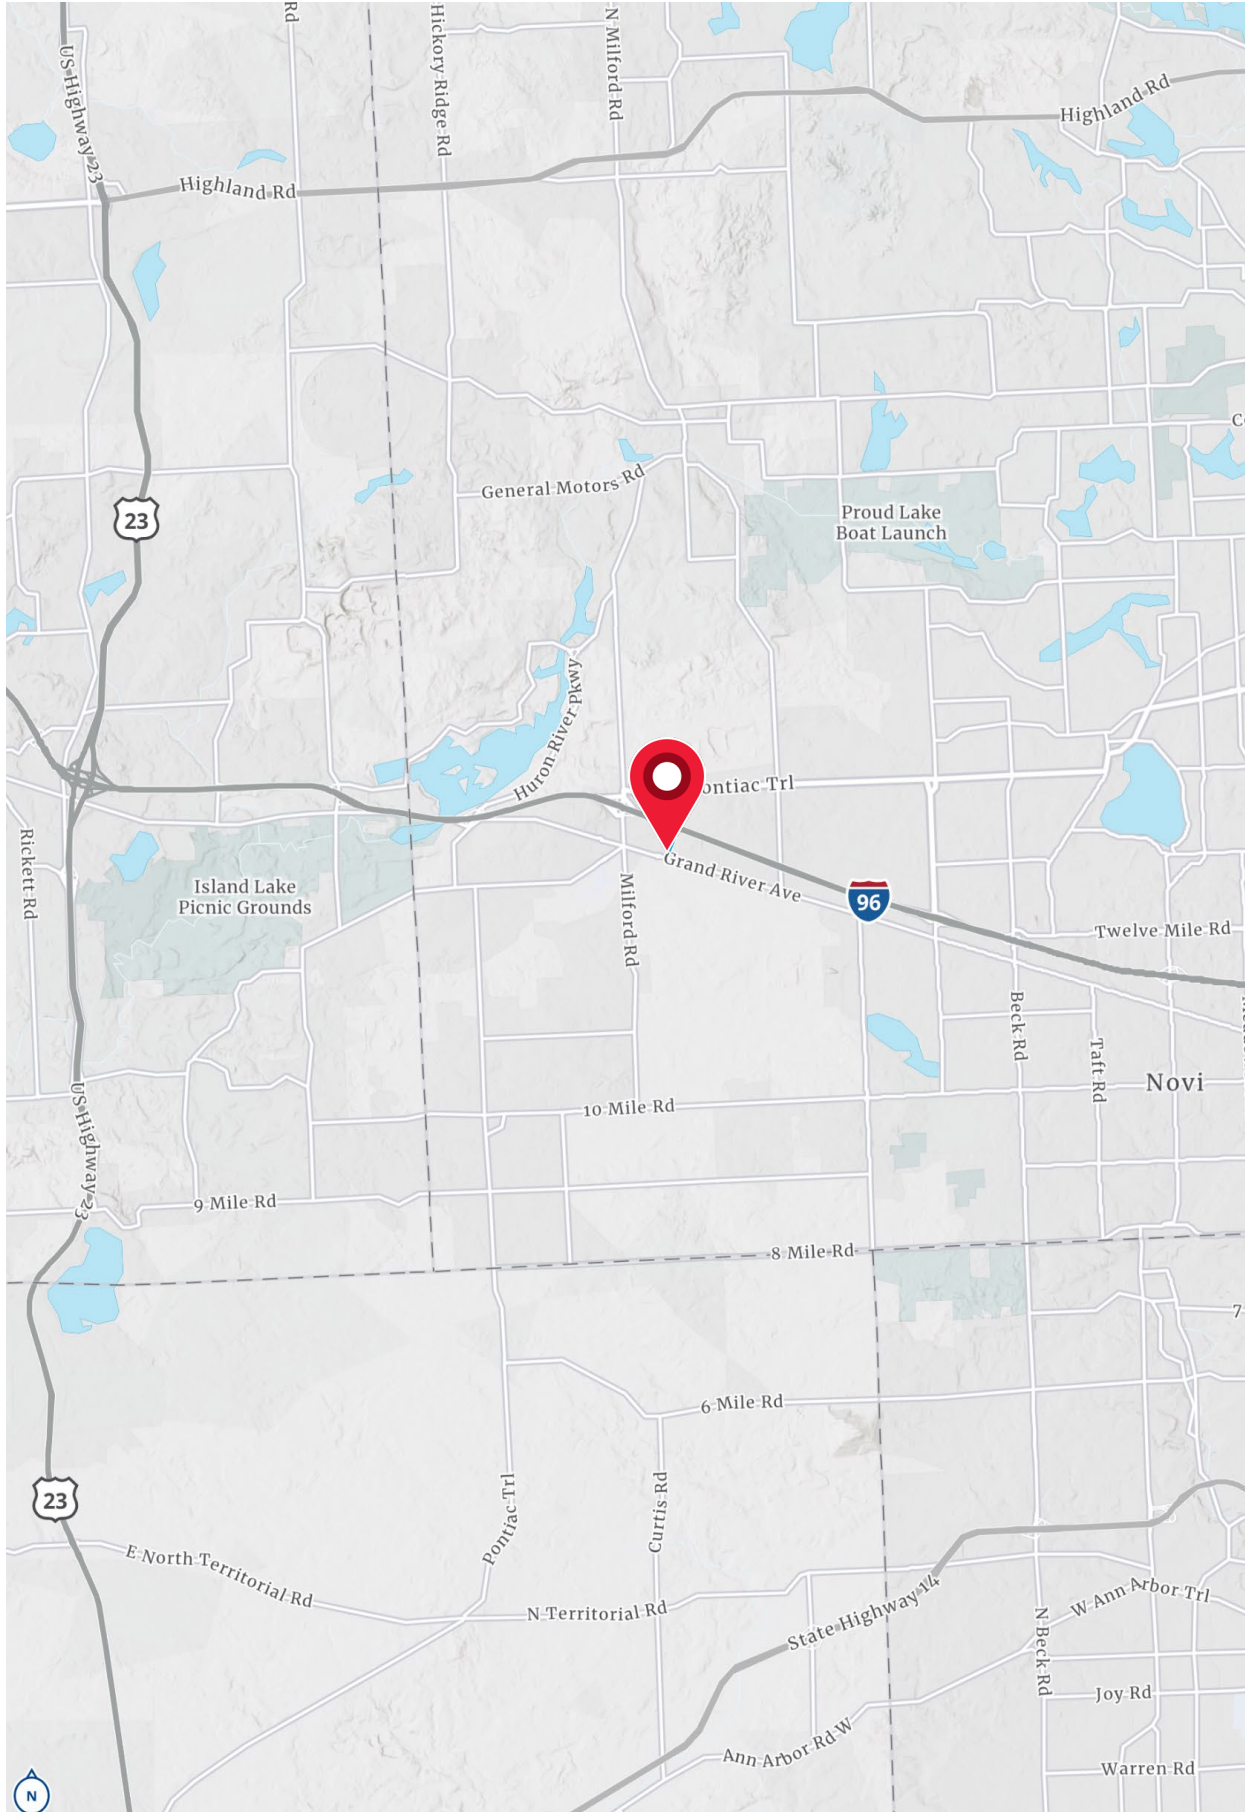 Rd
Hickory Ridge Rd
N Milford Rd
US Highway 23
Highland Rd
Highland Rd
General Motors Rd
23
Proud Lake
Boat Launch
Huron River Pkwy
ontiac Trl
Grand River Ave
Rickett Rd
Island Lake
Picnic Grounds
Milford Rd
96
Twelve Mile Rd
Beck Rd
Taft Rd
Novi
US Highway 23
10 Mile Rd
9 Mile Rd
8 Mile Rd
7
6 Mile Rd
23
Pontiac Trl
Curtis Rd
E North Territorial Rd
N Territorial Rd
State Highway 14
W Ann Arbor Trl
N Beck Rd
Joy Rd
Ann Arbor Rd W
Warren Rd
N